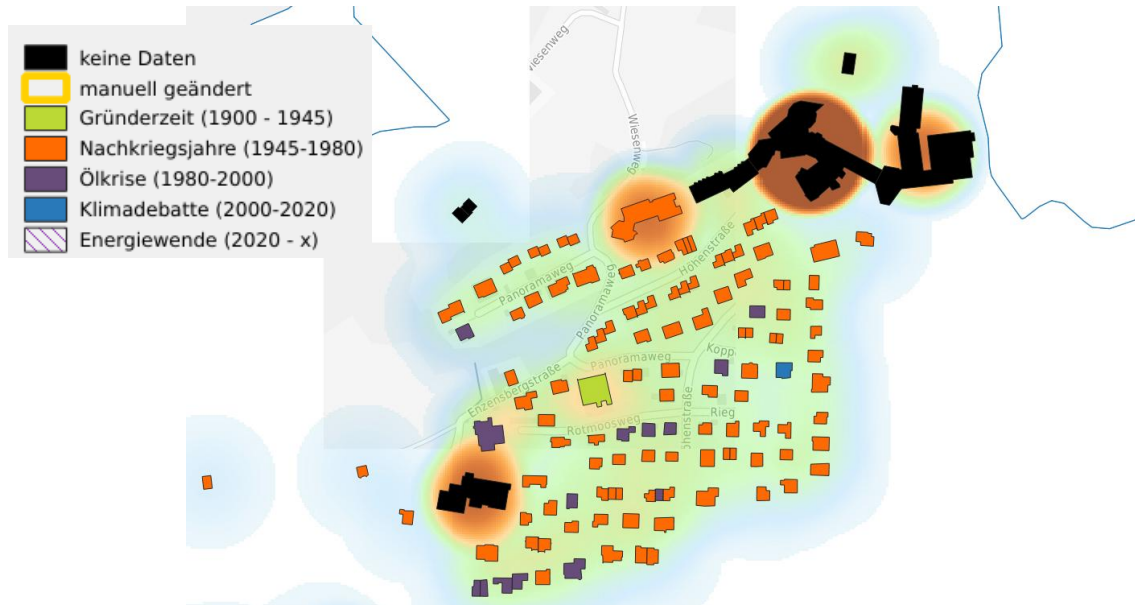 keine Daten
manuell geändert
Gründerzeit (1900 - 1945)
Nachkriegsjahre (1945-1980)
Ölkrise (1980-2000)
Klimadebatte (2000-2020)
Energiewende (2020 - x)
Wiesenweg
Wiesenweg
Höhenstraße
Panoramaweg
Panoramaweg
Kopp
Panoramaweg
Enzensbergstraße
Rieg
Rotmoosweg